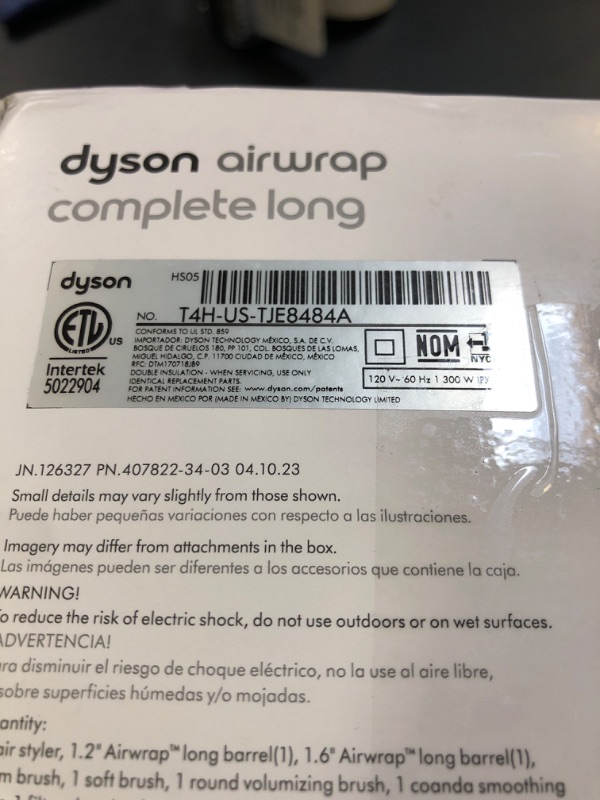 dyson airwrap
complete long
dyson
HS05
NO. T4H-US-TJE8484A
ETL US
LISTED
Intertek
5022904
CONFORMS TO UL STD. 859
IMPORTADOR: DYSON TECHNOLOGY MÉXICO, S.A. DE C.V.
BOSQUE DE CIRUELOS 180, PP 101, COL. BOSQUES DE LAS LOMAS,
MIGUEL HIDALGO, C.P. 11700 CIUDAD DE MÉXICO, MÉXICO
RFC: DTM170718JB9
DOUBLE INSULATION - WHEN SERVICING, USE ONLY
IDENTICAL REPLACEMENT PARTS.
FOR PATENT INFORMATION SEE: www.dyson.com/patents
HECHO EN MEXICO POR (MADE IN MEXICO BY) DYSON TECHNOLOGY LIMITED
NOM
NYC
120 V~ 60 Hz 1 300 W
JN.126327 PN.407822-34-03 04.10.23
Small details may vary slightly from those shown.
Puede haber pequeñas variaciones con respecto a las ilustraciones.
Imagery may differ from attachments in the box.
Las imágenes pueden ser diferentes a los accesorios que contiene la caja.
WARNING!
To reduce the risk of electric shock, do not use outdoors or on wet surfaces.
ADVERTENCIA!
ra disminuir el riesgo de choque eléctrico, no la use al aire libre,
sobre superficies húmedas y/o mojadas.
antity:
air styler, 1.2" Airwrap™ long barrel(1), 1.6" Airwrap™ long barrel(1),
m brush, 1 soft brush, 1 round volumizing brush, 1 coanda smoothing